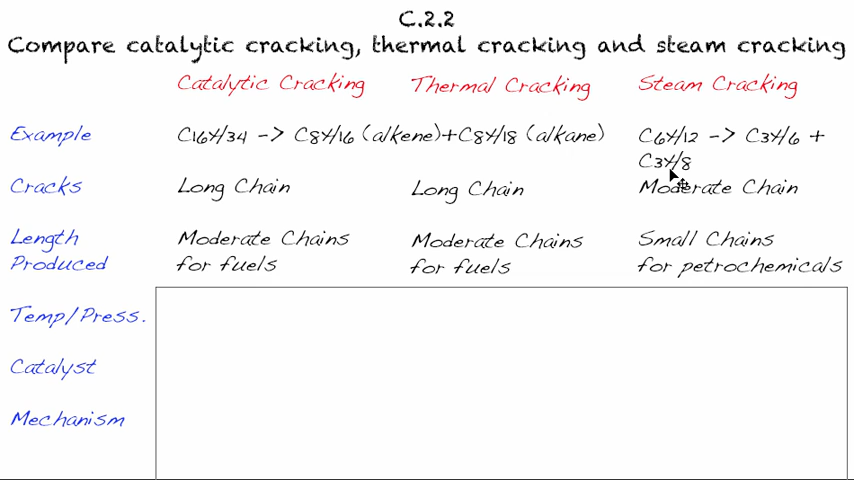 C.2.2
Compare catalytic cracking, thermal cracking and steam cracking
Catalytic Cracking Thermal Cracking Steam Cracking
Example C16H34 -> C8H16 (alkene)+C8H18 (alkane) C6H12 -> C3H6 +
C3H8
Cracks Long Chain Long Chain Moderate Chain
Length Moderate Chains Moderate Chains Small Chains
Produced for fuels for fuels for petrochemicals
Temp/Press.
Catalyst
Mechanism